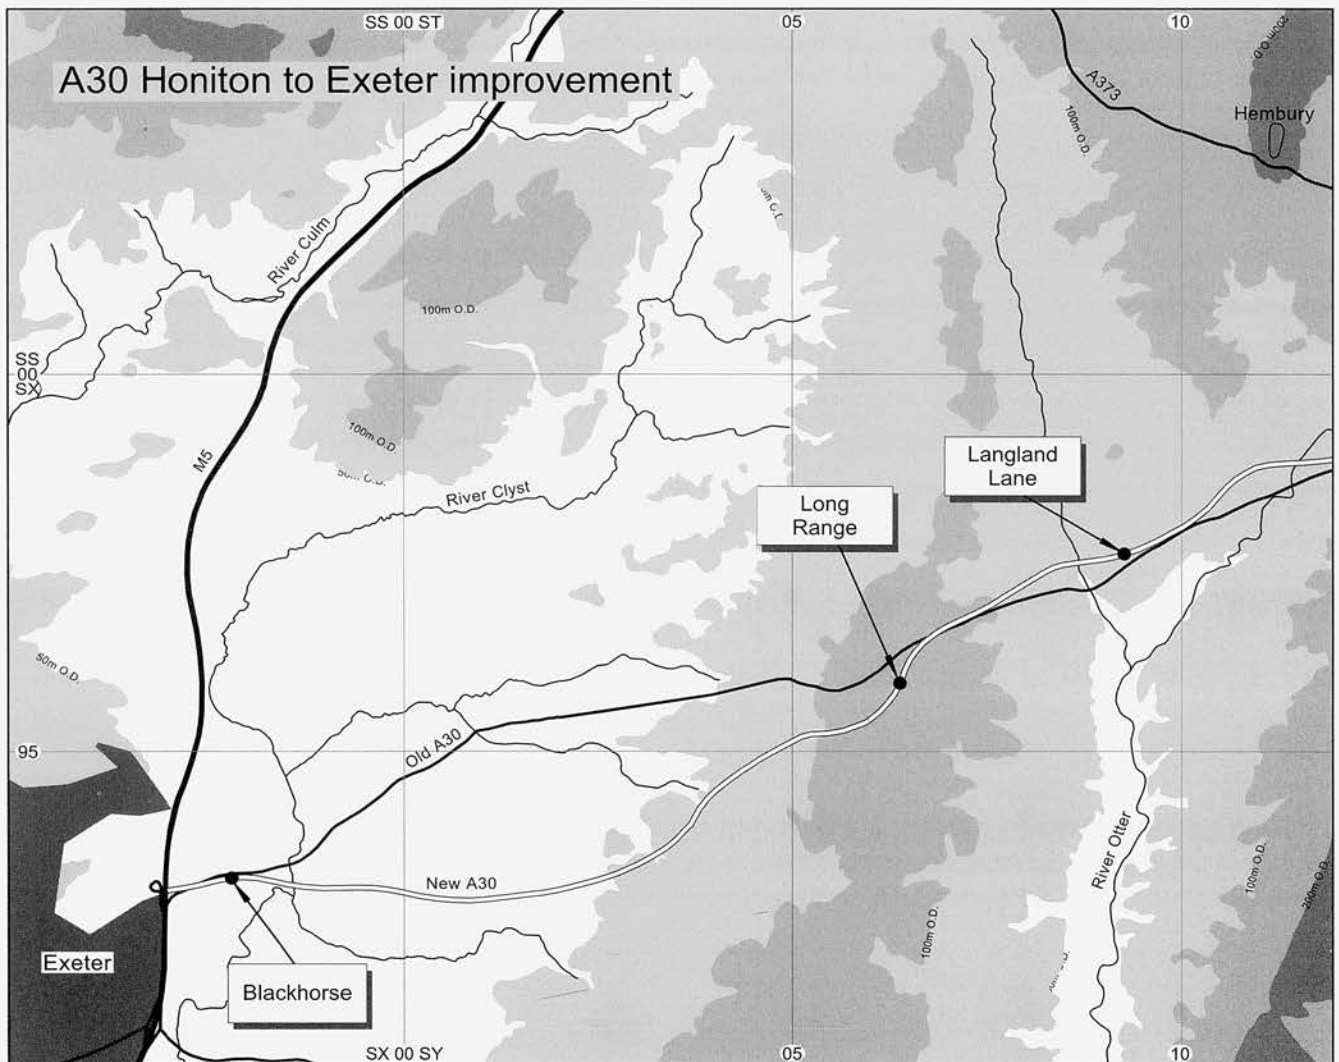 SS 00 ST
05
10
200m O.D.
A30 Honiton to Exeter improvement
A373
100m O.D.
Hembury
River Culm
100m O.D.
SS
00
SX
100m O.D.
M5
River Clyst
Langland
Lane
Long
Range
50m O.D.
95
Old A30
River Otter
New A30
100m O.D.
200m O.D.
100m O.D.
Exeter
Blackhorse
SX 00 SY
05
10